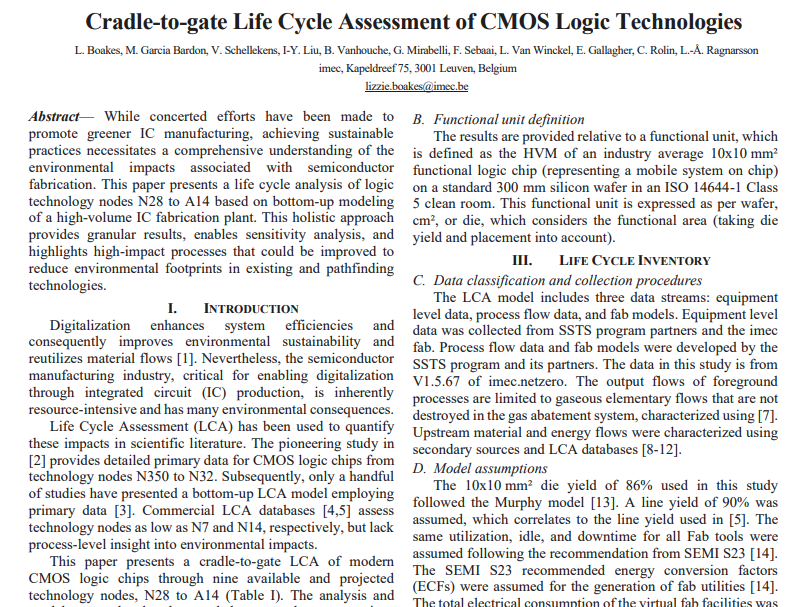 Cradle-to-gate Life Cycle Assessment of CMOS Logic Technologies
L. Boakes, M. Garcia Bardon, V. Schellekens, I-Y. Liu, B. Vanhouche, G. Mirabelli, F. Sebaai, L. Van Winckel, E. Gallagher, C. Rolin, L.-Å. Ragnarsson
imec, Kapeldreef 75, 3001 Leuven, Belgium
lizzie.boakes@imec.be
Abstract— While concerted efforts have been made to
promote greener IC manufacturing, achieving sustainable
practices necessitates a comprehensive understanding of the
environmental impacts associated with semiconductor
fabrication. This paper presents a life cycle analysis of logic
technology nodes N28 to A14 based on bottom-up modeling
of a high-volume IC fabrication plant. This holistic approach
provides granular results, enables sensitivity analysis, and
highlights high-impact processes that could be improved to
reduce environmental footprints in existing and pathfinding
technologies.
I. INTRODUCTION
Digitalization enhances system efficiencies and
consequently improves environmental sustainability and
reutilizes material flows [1]. Nevertheless, the semiconductor
manufacturing industry, critical for enabling digitalization
through integrated circuit (IC) production, is inherently
resource-intensive and has many environmental consequences.
Life Cycle Assessment (LCA) has been used to quantify
these impacts in scientific literature. The pioneering study in
[2] provides detailed primary data for CMOS logic chips from
technology nodes N350 to N32. Subsequently, only a handful
of studies have presented a bottom-up LCA model employing
primary data [3]. Commercial LCA databases [4,5] assess
technology nodes as low as N7 and N14, respectively, but lack
process-level insight into environmental impacts.
This paper presents a cradle-to-gate LCA of modern
CMOS logic chips through nine available and projected
technology nodes, N28 to A14 (Table I). The analysis and
B. Functional unit definition
The results are provided relative to a functional unit, which
is defined as the HVM of an industry average 10x10 mm²
functional logic chip (representing a mobile system on chip)
on a standard 300 mm silicon wafer in an ISO 14644-1 Class
5 clean room. This functional unit is expressed as per wafer,
cm², or die, which considers the functional area (taking die
yield and placement into account).
III. LIFE CYCLE INVENTORY
C. Data classification and collection procedures
The LCA model includes three data streams: equipment
level data, process flow data, and fab models. Equipment level
data was collected from SSTS program partners and the imec
fab. Process flow data and fab models were developed by the
SSTS program and its partners. The data in this study is from
V1.5.67 of imec.netzero. The output flows of foreground
processes are limited to gaseous elementary flows that are not
destroyed in the gas abatement system, characterized using [7].
Upstream material and energy flows were characterized using
secondary sources and LCA databases [8-12].
D. Model assumptions
The 10x10 mm² die yield of 86% used in this study
followed the Murphy model [13]. A line yield of 90% was
assumed, which correlates to the line yield used in [5]. The
same utilization, idle, and downtime for all Fab tools were
assumed following the recommendation from SEMI S23 [14].
The SEMI S23 recommended energy conversion factors
(ECFs) were assumed for the generation of fab utilities [14].
The total electrical consumption of the virtual fab facilities was